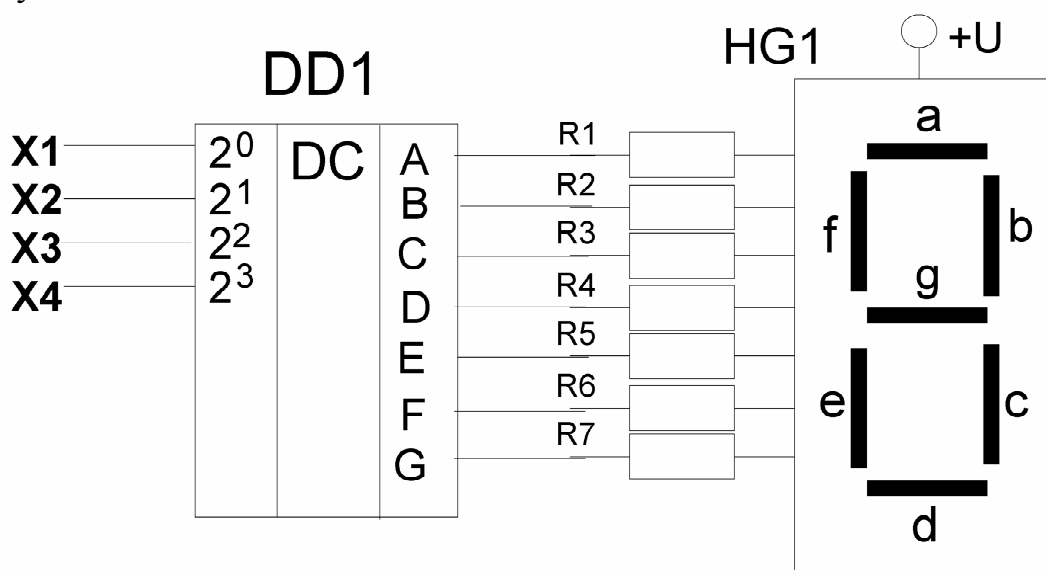 HG1
+U
DD1
a
X1
2⁰
DC
A
R1
X2
2¹
B
R2
f
b
X3
2²
C
R3
X4
2³
D
R4
g
E
R5
F
R6
e
c
G
R7
d